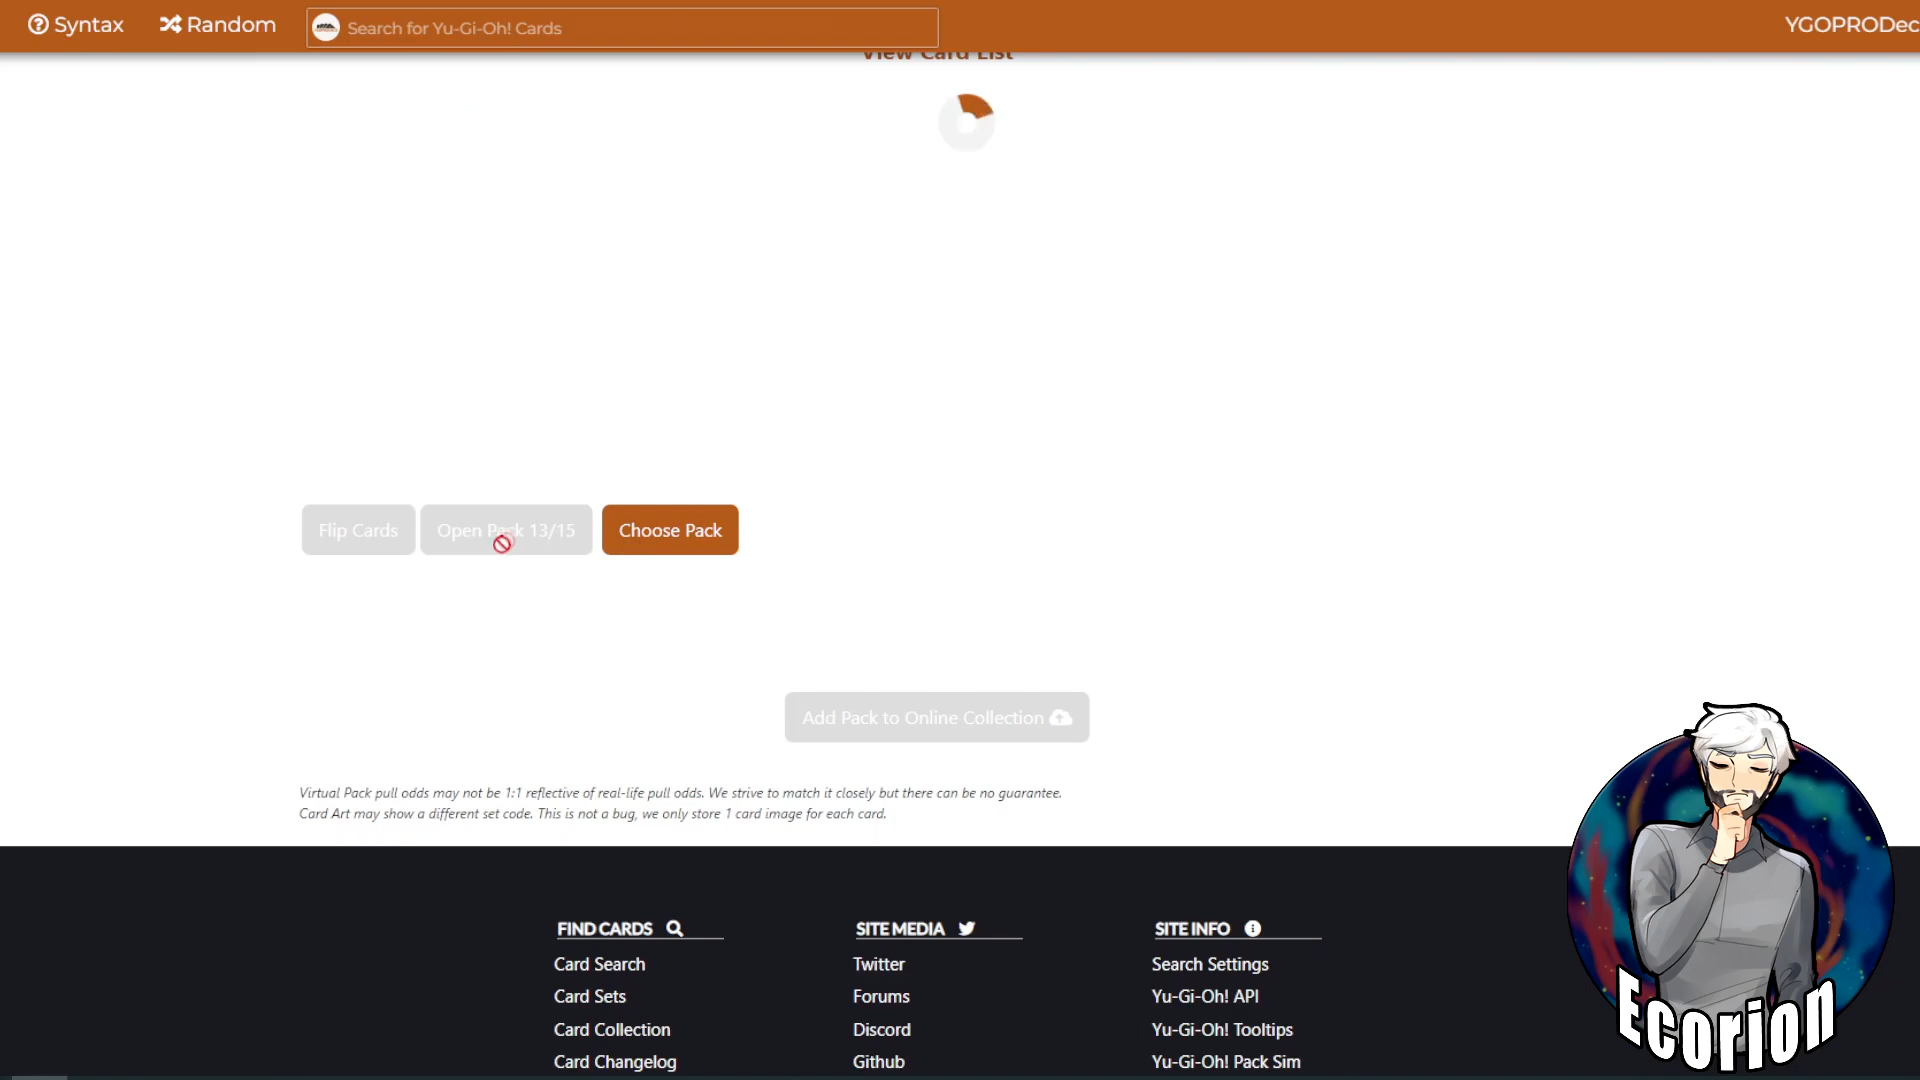 Syntax
Random
Search for Yu-Gi-Oh! Cards
YGOPRODec
View Card List
Flip Cards
Open Pack 13/15
Choose Pack
Add Pack to Online Collection
Virtual Pack pull odds may not be 1:1 reflective of real-life pull odds. We strive to match it closely but there can be no guarantee.
Card Art may show a different set code. This is not a bug, we only store 1 card image for each card.
FIND CARDS
Card Search
Card Sets
Card Collection
Card Changelog
SITE MEDIA
Twitter
Forums
Discord
Github
SITE INFO
Search Settings
Yu-Gi-Oh! API
Yu-Gi-Oh! Tooltips
Yu-Gi-Oh! Pack Sim
Ecorion